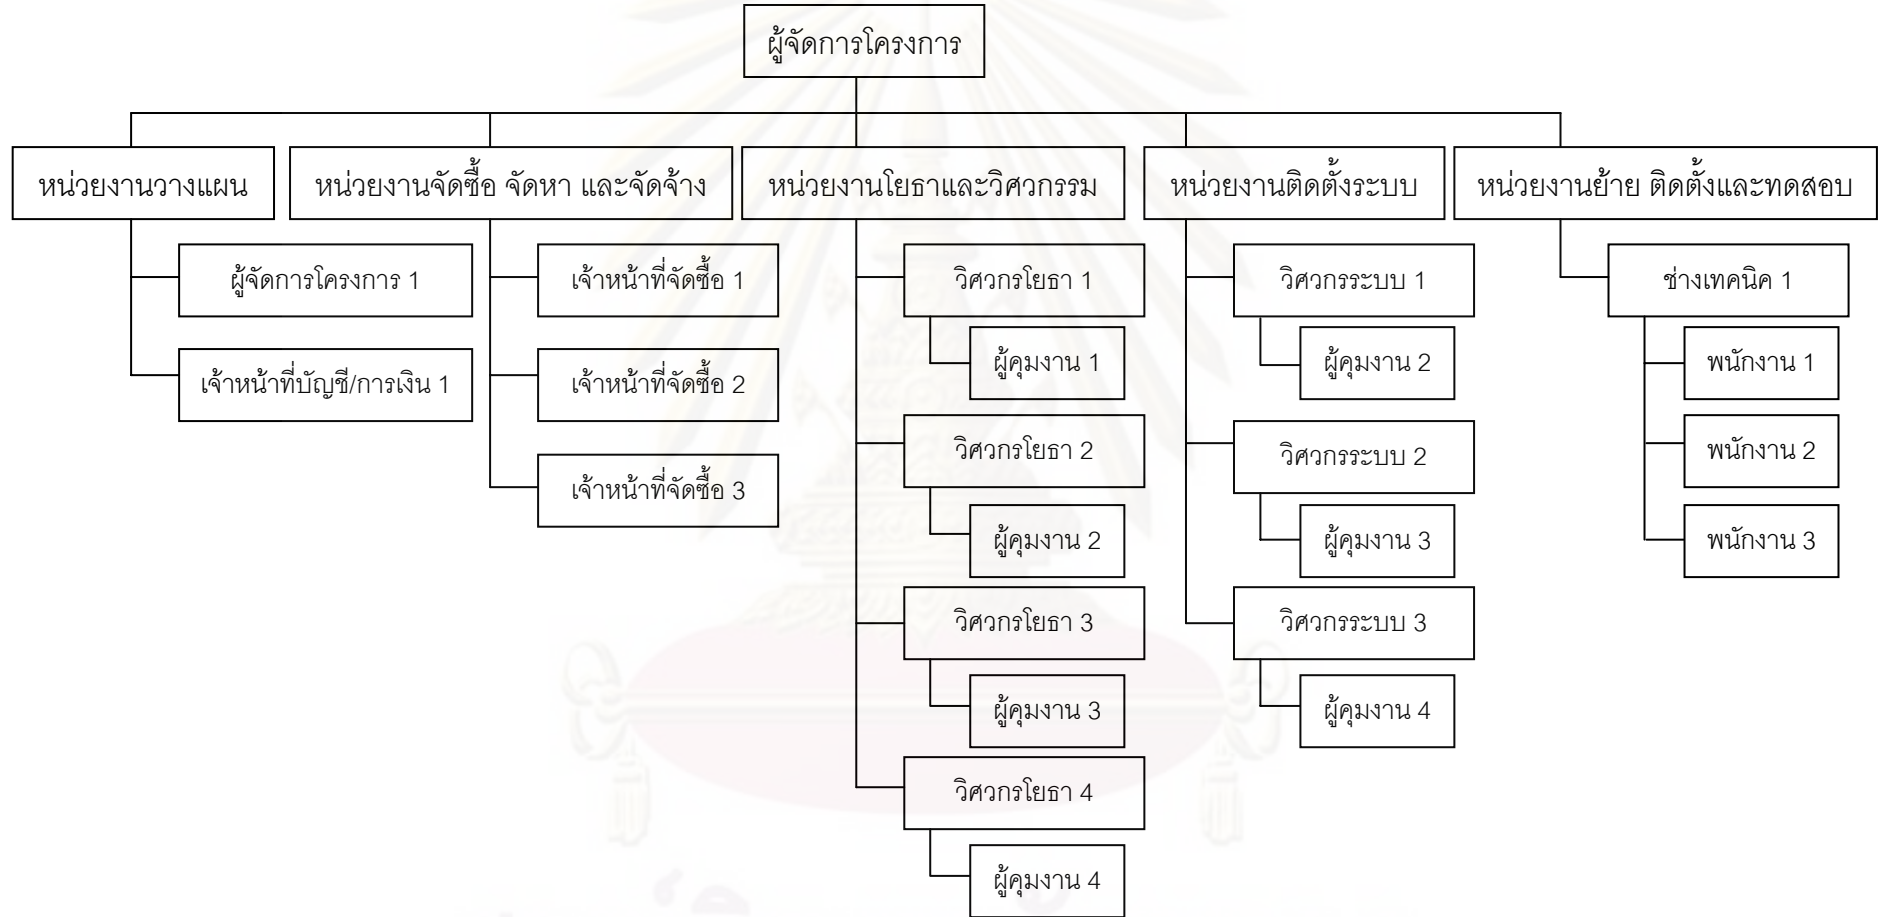 ผู้จัดการโครงการ
หน่วยงานวางแผน
หน่วยงานจัดซื้อ จัดหา และจัดจ้าง
หน่วยงานโยธาและวิศวกรรม
หน่วยงานติดตั้งระบบ
หน่วยงานย้าย ติดตั้งและทดสอบ
ผู้จัดการโครงการ 1
เจ้าหน้าที่บัญชี/การเงิน 1
เจ้าหน้าที่จัดซื้อ 1
เจ้าหน้าที่จัดซื้อ 2
เจ้าหน้าที่จัดซื้อ 3
วิศวกรโยธา 1
ผู้คุมงาน 1
วิศวกรโยธา 2
ผู้คุมงาน 2
วิศวกรโยธา 3
ผู้คุมงาน 3
วิศวกรโยธา 4
ผู้คุมงาน 4
วิศวกรระบบ 1
ผู้คุมงาน 2
วิศวกรระบบ 2
ผู้คุมงาน 3
วิศวกรระบบ 3
ผู้คุมงาน 4
ช่างเทคนิค 1
พนักงาน 1
พนักงาน 2
พนักงาน 3